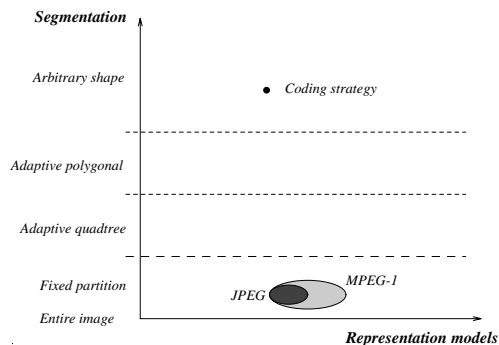 Segmentation
Arbitrary shape
Coding strategy
Adaptive polygonal
Adaptive quadtree
Fixed partition
MPEG-1
JPEG
Entire image
Representation models